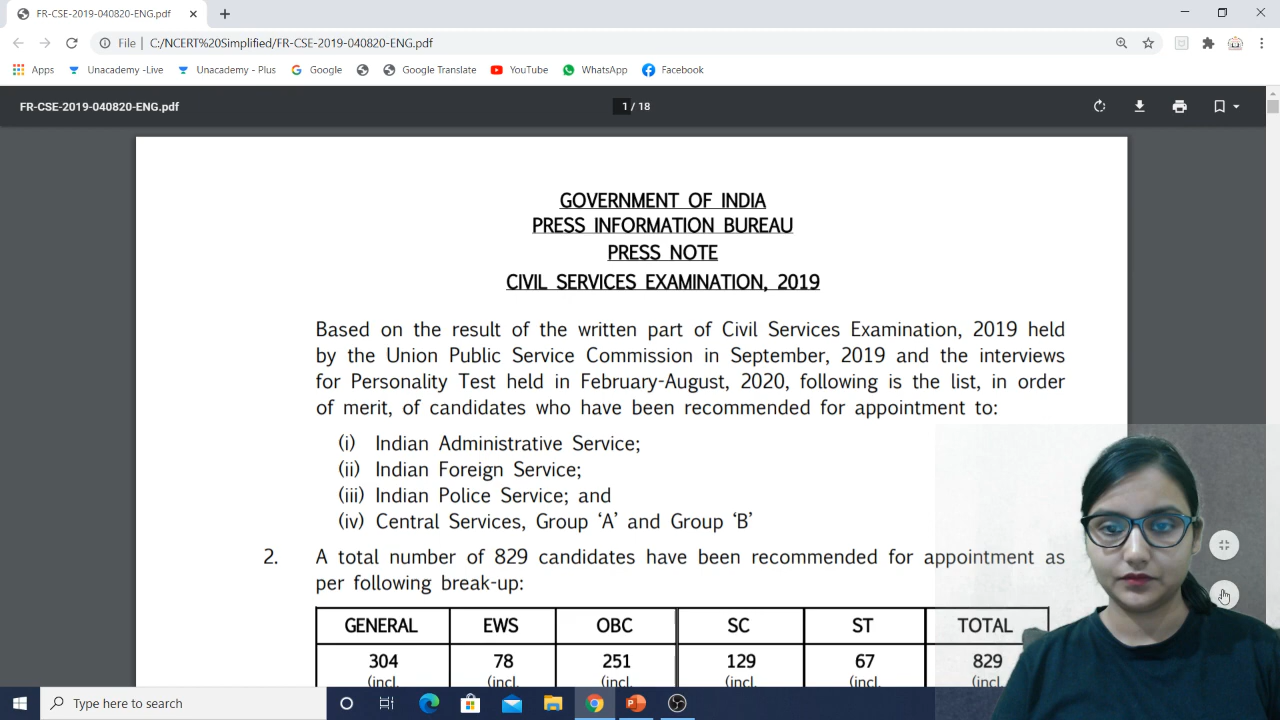 FR-CSE-2019-040820-ENG.pdf
File | C:/NCERT%20Simplified/FR-CSE-2019-040820-ENG.pdf
Apps Unacademy -Live Unacademy - Plus Google Google Translate YouTube WhatsApp Facebook
FR-CSE-2019-040820-ENG.pdf 1 / 18
GOVERNMENT OF INDIA
PRESS INFORMATION BUREAU
PRESS NOTE
CIVIL SERVICES EXAMINATION, 2019
Based on the result of the written part of Civil Services Examination, 2019 held
by the Union Public Service Commission in September, 2019 and the interviews
for Personality Test held in February-August, 2020, following is the list, in order
of merit, of candidates who have been recommended for appointment to:
(i) Indian Administrative Service;
(ii) Indian Foreign Service;
(iii) Indian Police Service; and
(iv) Central Services, Group ‘A’ and Group ‘B’
2. A total number of 829 candidates have been recommended for appointment as
per following break-up:
GENERAL EWS OBC SC ST TOTAL
304 78 251 129 67 829
(incl. (incl. (incl. (incl. (incl. (incl.
Type here to search